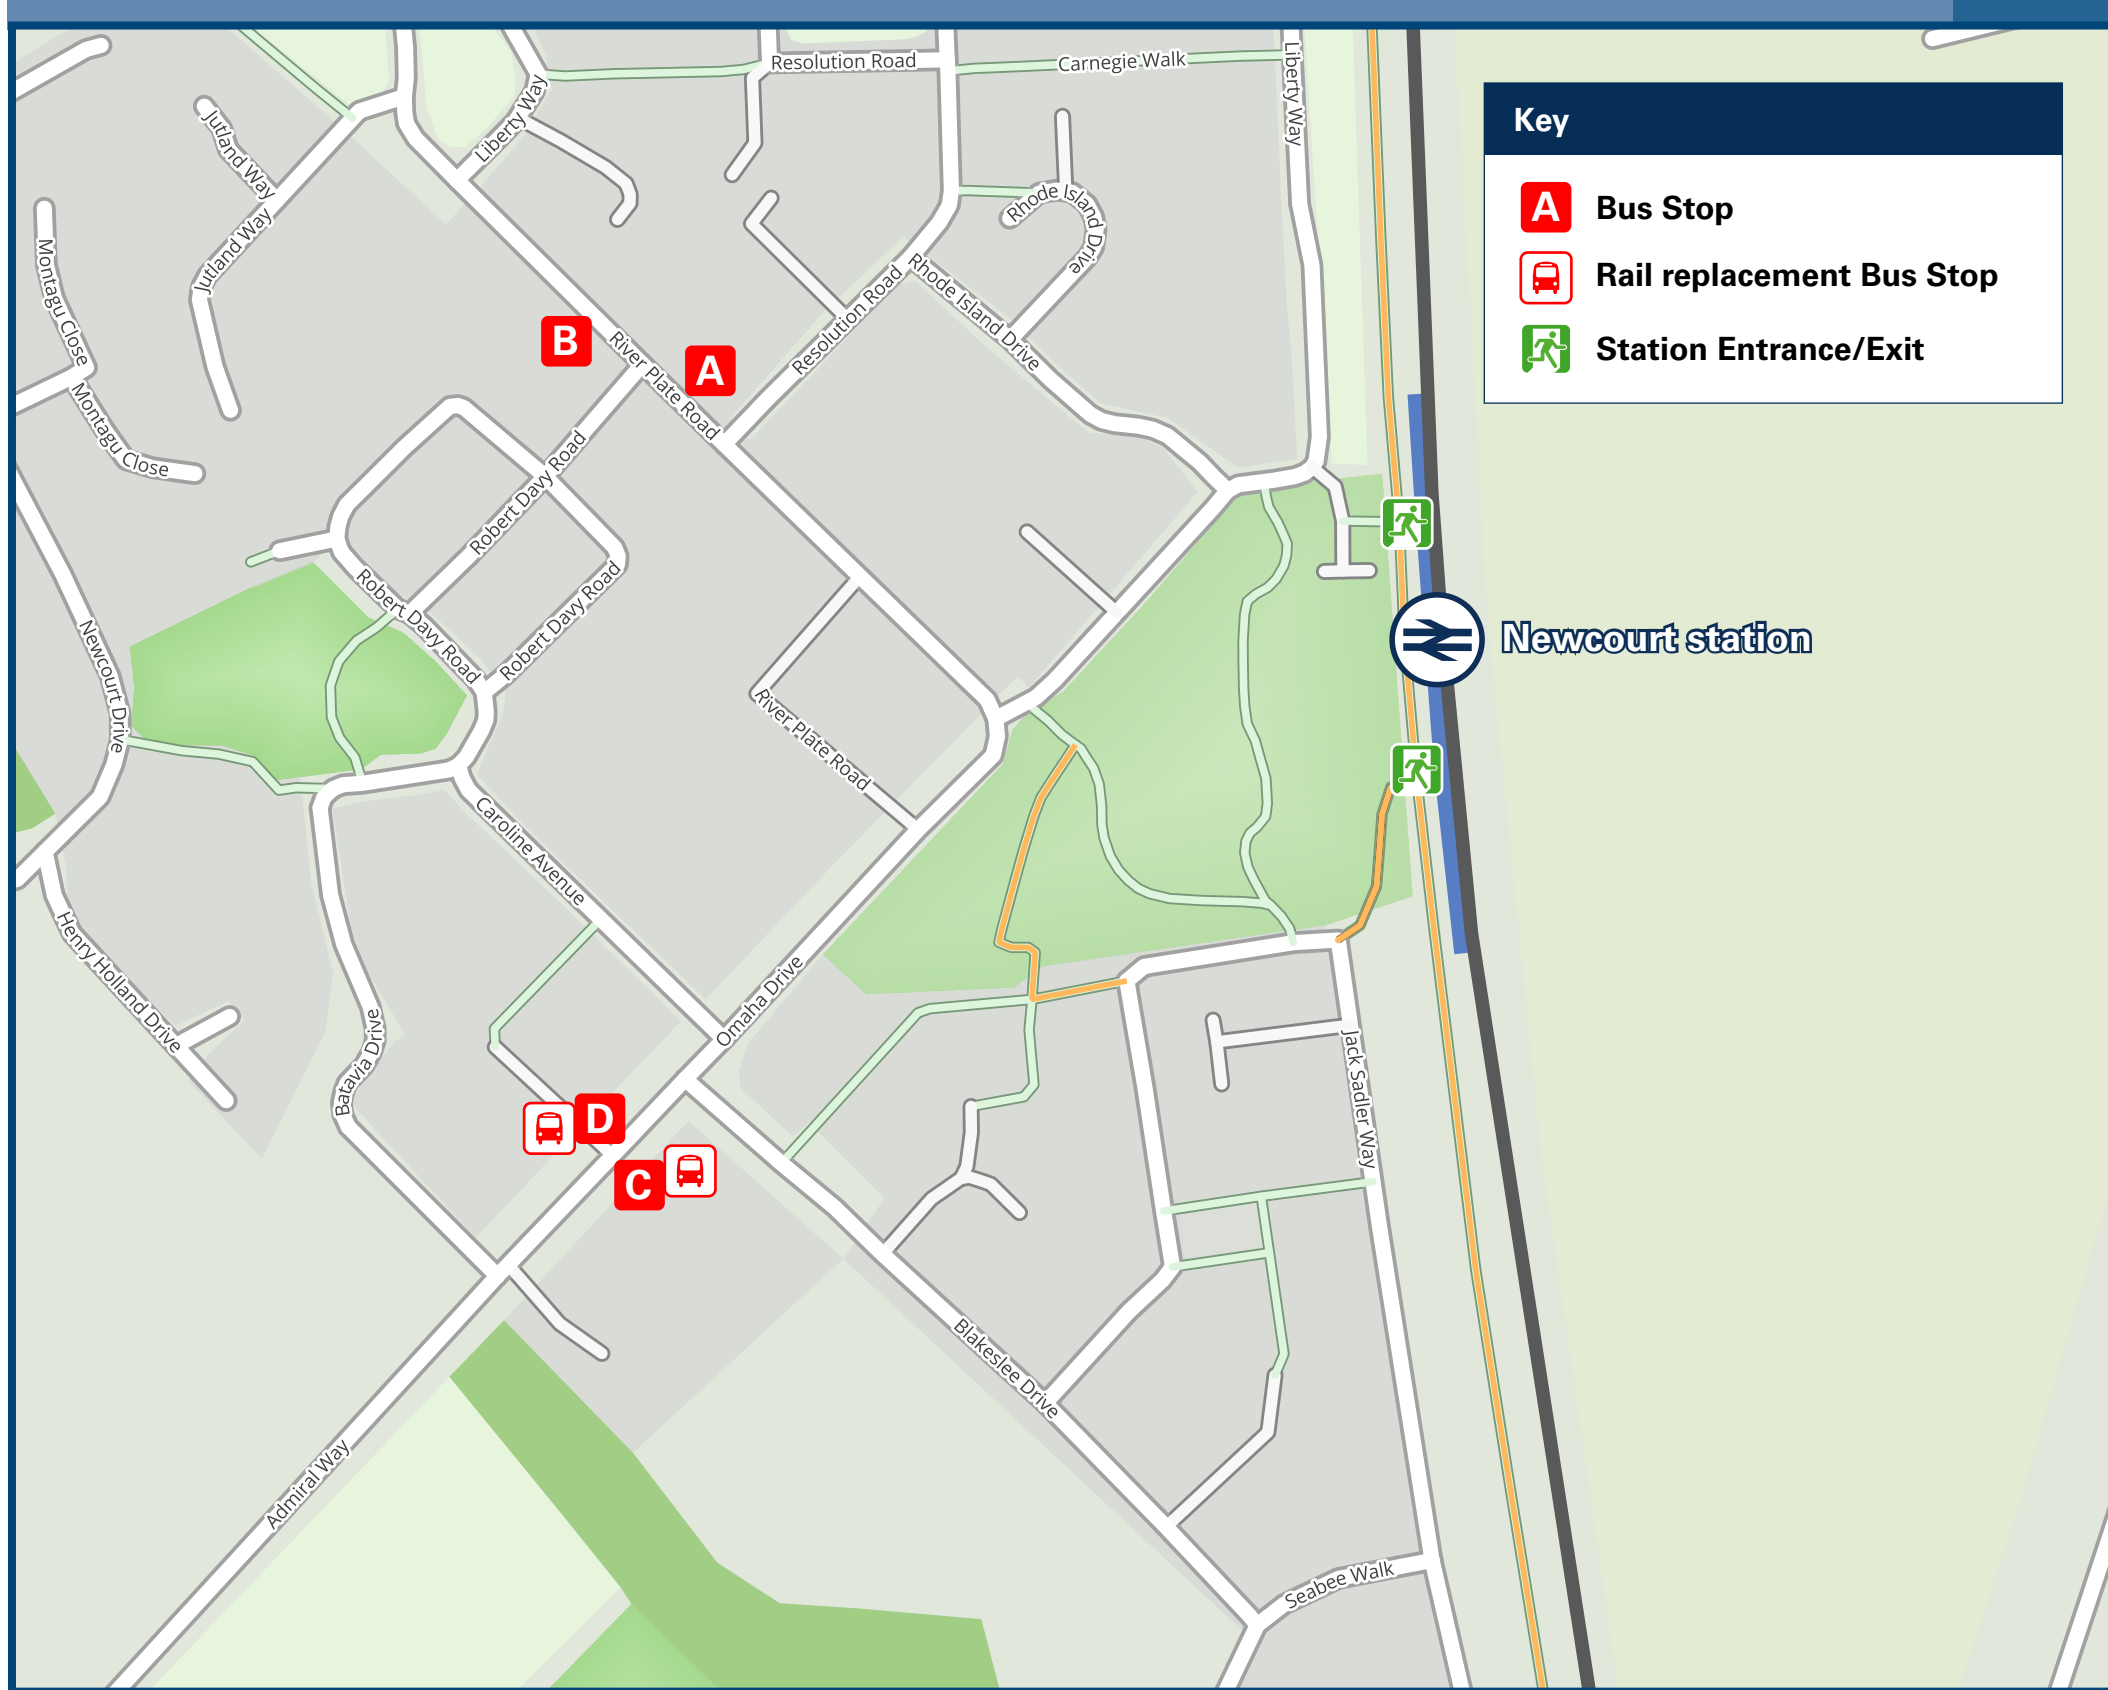 Resolution Road
Carnegie Walk
Liberty Way
Liberty Way
Key
A Bus Stop
Rail replacement Bus Stop
Station Entrance/Exit
Jutland Way
Jutland Way
Rhode Island Drive
Rhode Island Drive
Resolution Road
Montagu Close
Montagu Close
B
A
River Plate Road
Robert Davy Road
Robert Davy Road
Robert Davy Road
Newcourt Drive
Newcourt station
River Plate Road
Caroline Avenue
Henry Holland Drive
Omaha Drive
Batavia Drive
Jack Sadler Way
D
C
Blakeslee Drive
Admiral Way
Seabee Walk